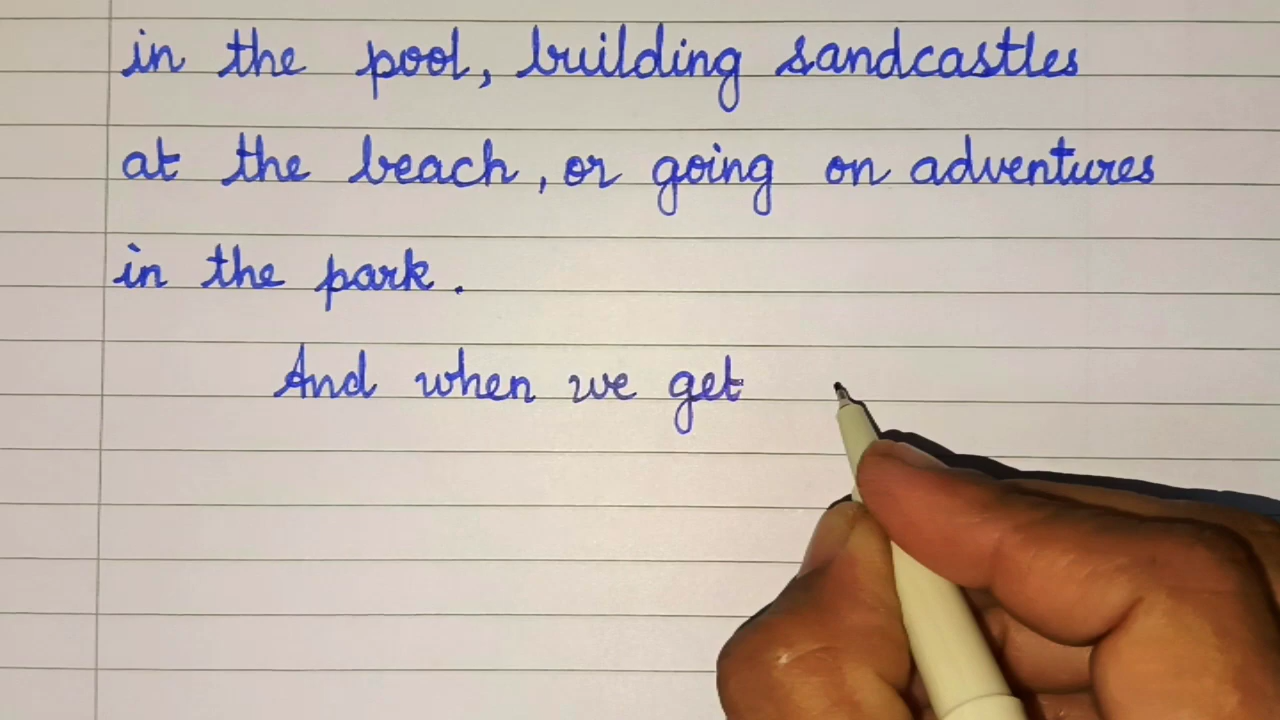 in the pool, building sandcastles
at the beach, or going on adventures
in the park.
And when we get